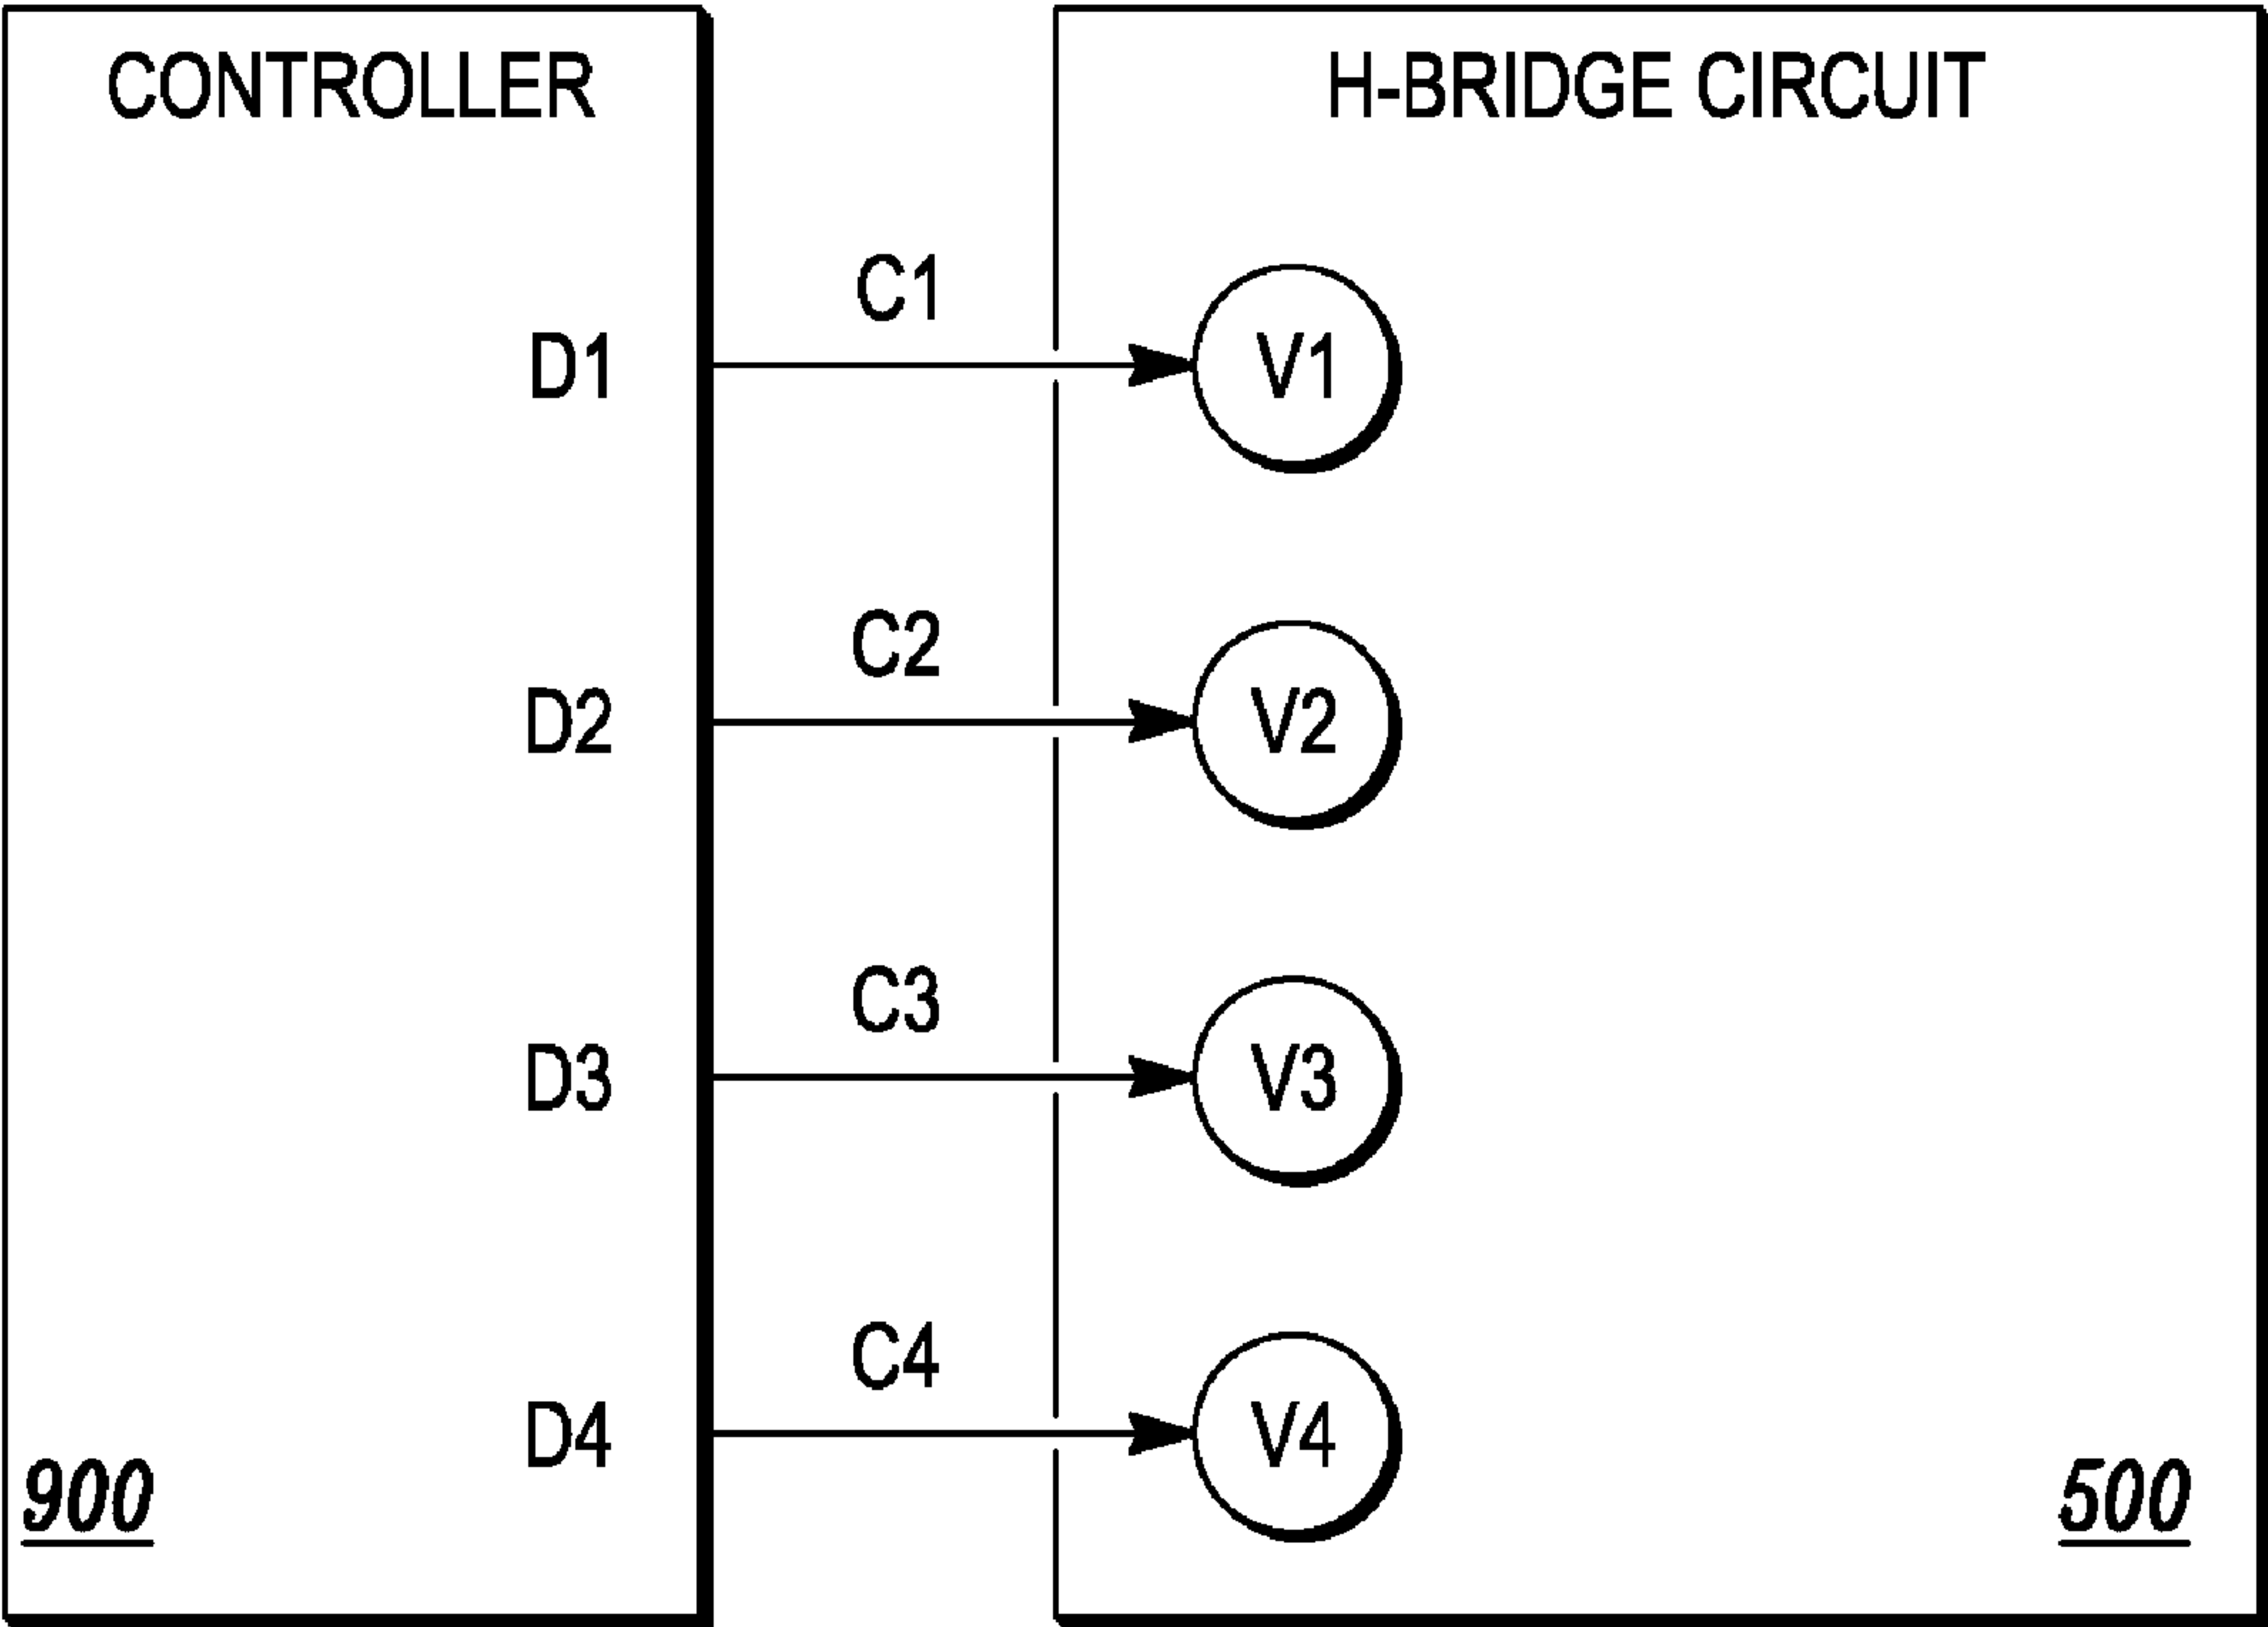 CONTROLLER
H-BRIDGE CIRCUIT
C1
D1
V1
C2
D2
V2
C3
D3
V3
C4
D4
V4
900
500